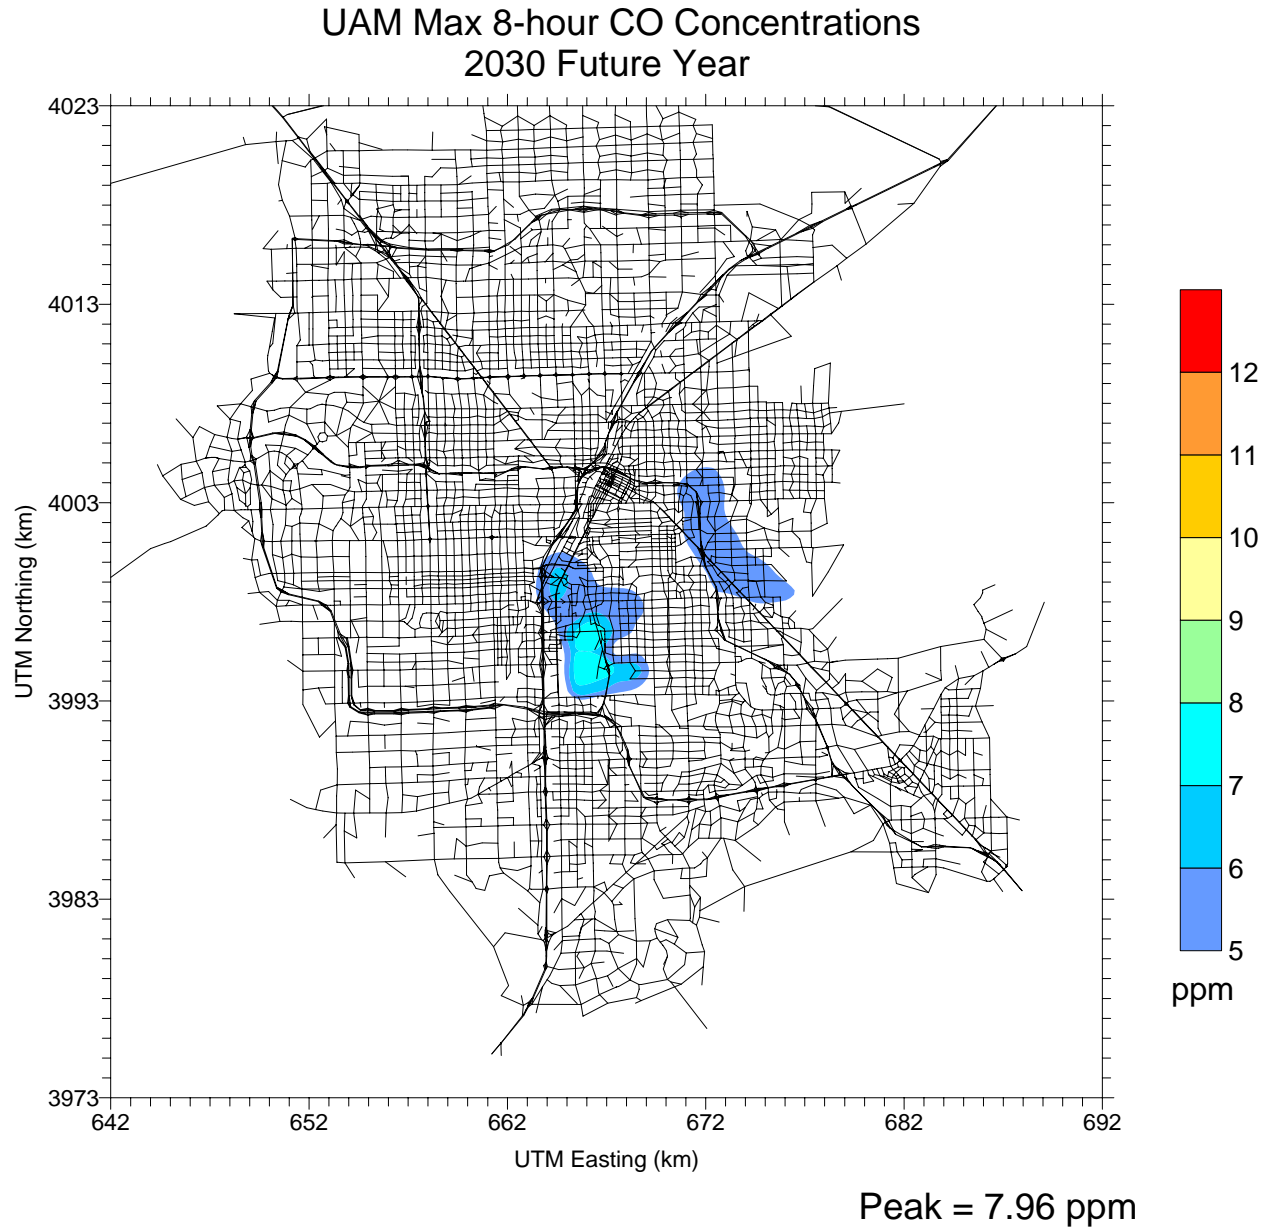 UAM Max 8-hour CO Concentrations
2030 Future Year
4023
4013
4003
3993
3983
3973
UTM Northing (km)
642 652 662 672 682 692
UTM Easting (km)
12
11
10
9
8
7
6
5
ppm
Peak = 7.96 ppm